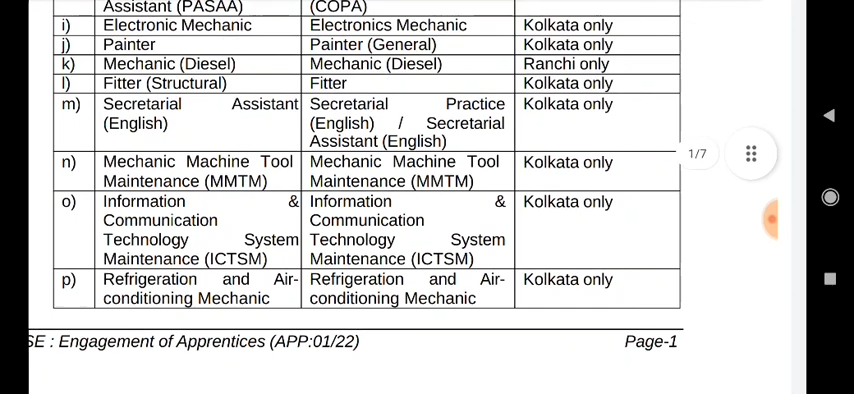 Assistant (PASAA) (COPA)
i) Electronic Mechanic Electronics Mechanic Kolkata only
j) Painter Painter (General) Kolkata only
k) Mechanic (Diesel) Mechanic (Diesel) Ranchi only
l) Fitter (Structural) Fitter Kolkata only
m) Secretarial Assistant Secretarial Practice Kolkata only
(English) (English) / Secretarial
Assistant (English)
n) Mechanic Machine Tool Mechanic Machine Tool Kolkata only
Maintenance (MMTM) Maintenance (MMTM)
1/7
o) Information & Information & Kolkata only
Communication Communication
Technology System Technology System
Maintenance (ICTSM) Maintenance (ICTSM)
p) Refrigeration and Air- Refrigeration and Air- Kolkata only
conditioning Mechanic conditioning Mechanic
SE : Engagement of Apprentices (APP:01/22) Page-1